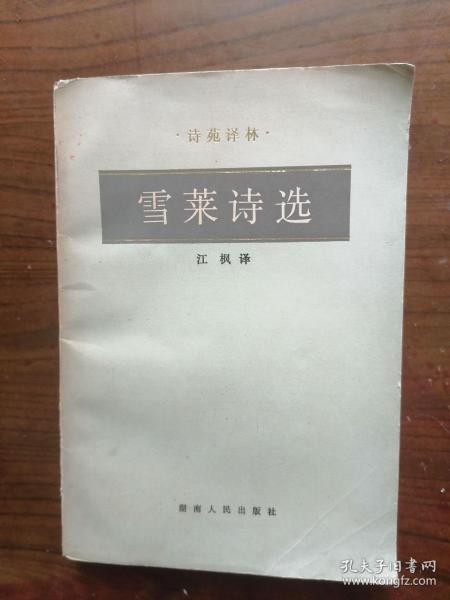 ·诗苑译林·
雪莱诗选
江枫译
湖南人民出版社
孔夫子旧书网
kongfz.com